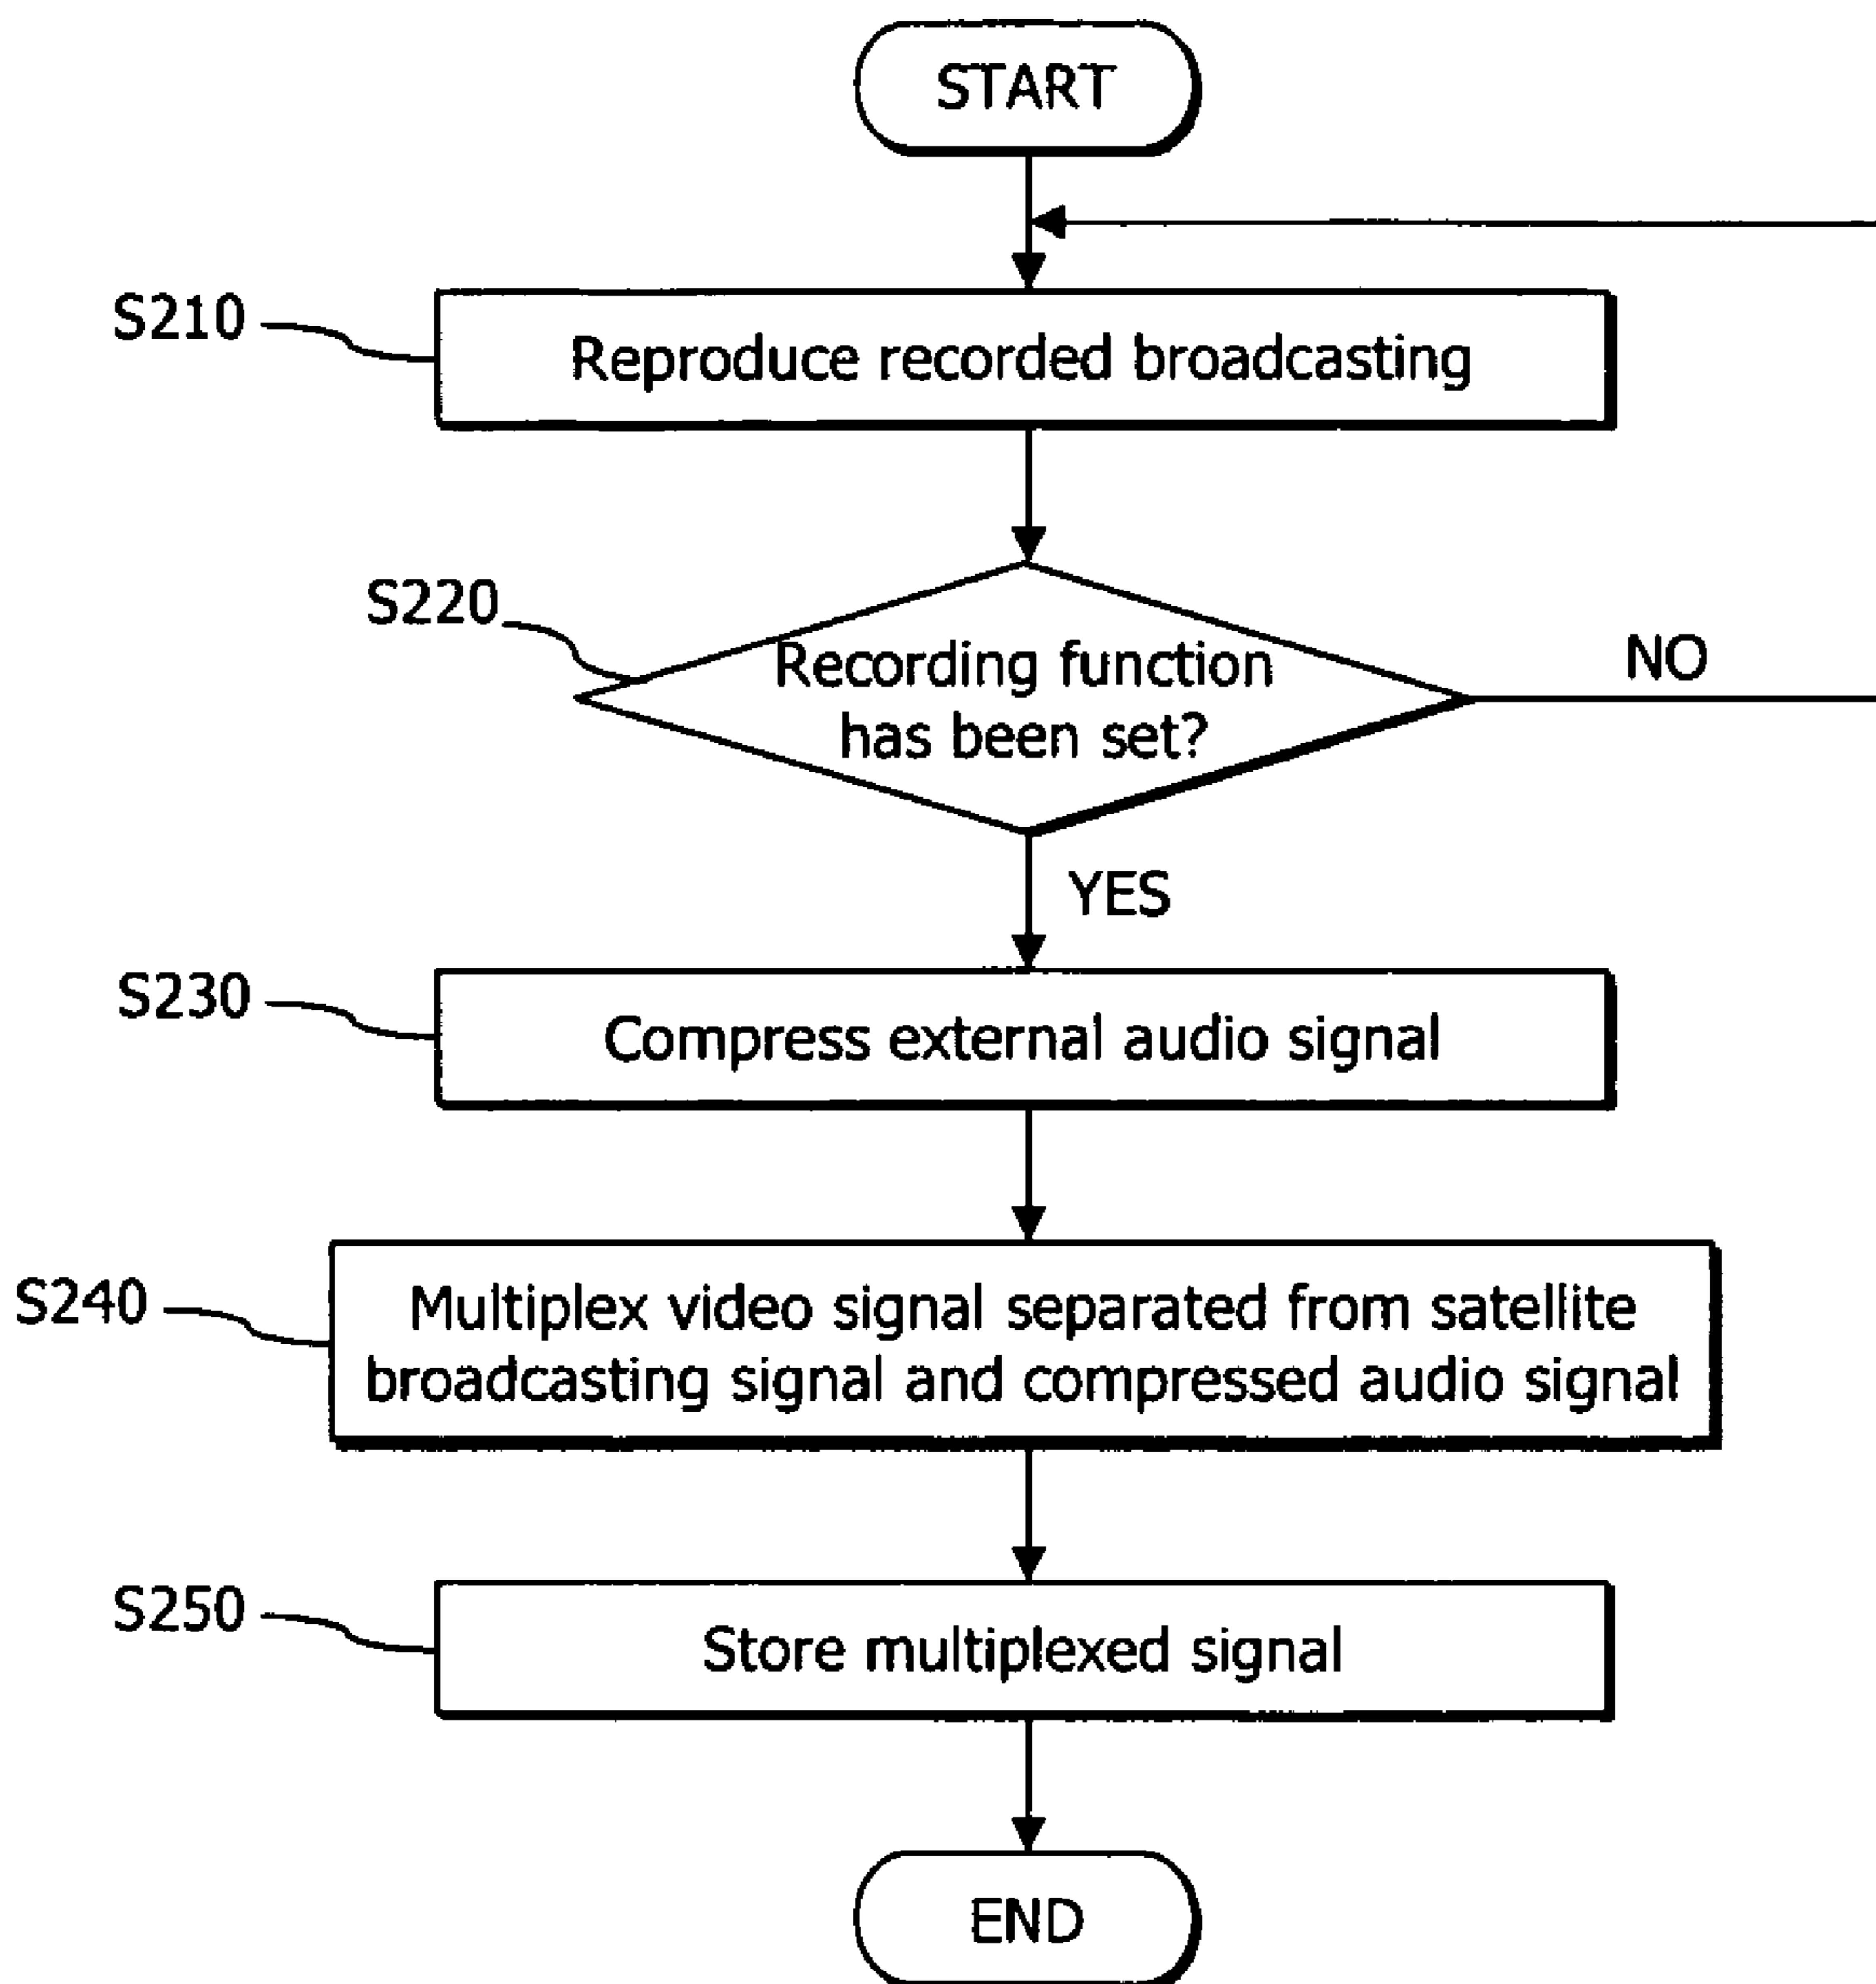 START
S210
Reproduce recorded broadcasting
S220
Recording function
has been set?
NO
YES
S230
Compress external audio signal
S240
Multiplex video signal separated from satellite
broadcasting signal and compressed audio signal
S250
Store multiplexed signal
END